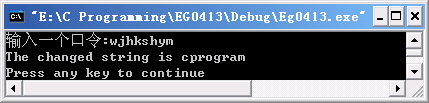 "E:\C Programming\EG0413\Debug\Eg0413.exe"
输入一个口令:wjhkshym
The changed string is cprogram
Press any key to continue